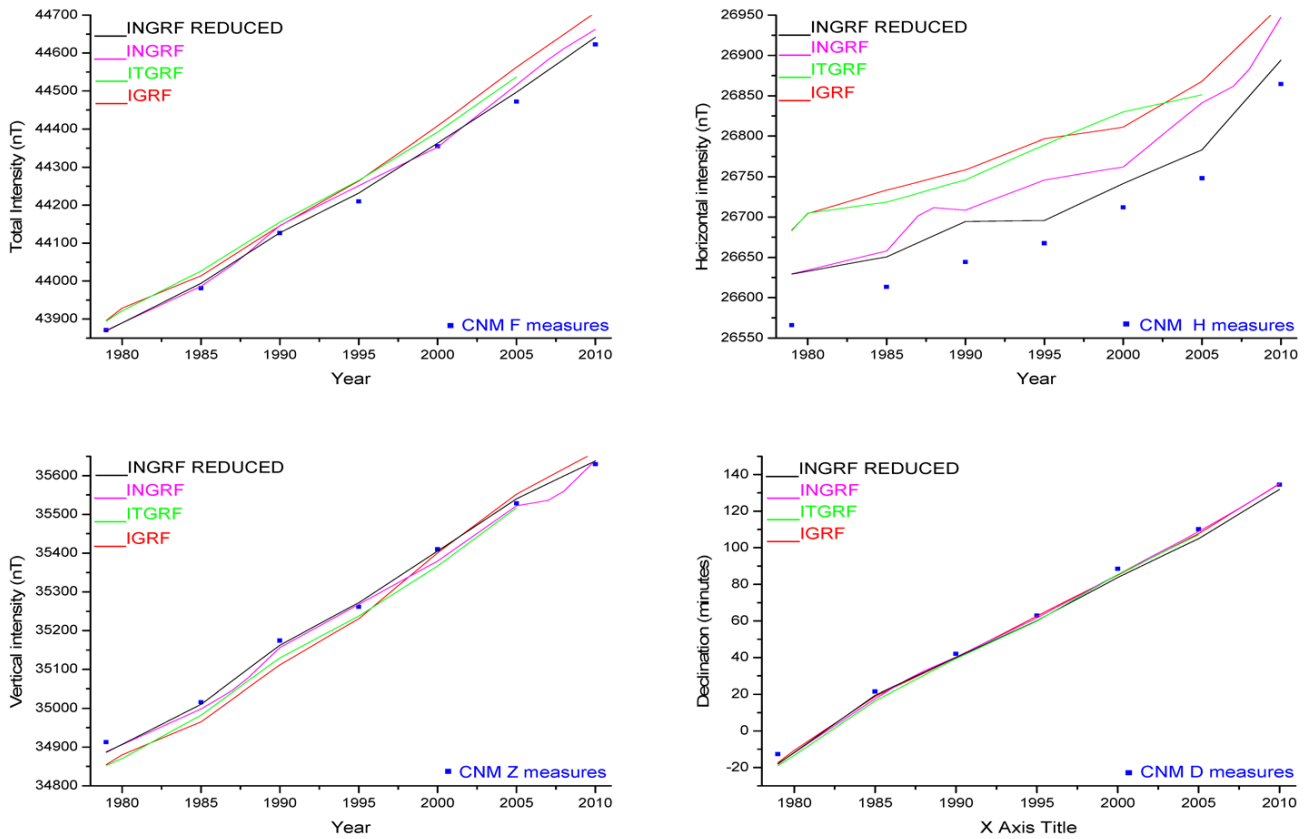 INGRF REDUCED
INGRF
ITGRF
IGRF
44700
44600
44500
44400
44300
44200
44100
44000
43900
Total Intensity (nT)
CNM F measures
1980 1985 1990 1995 2000 2005 2010
Year
INGRF REDUCED
INGRF
ITGRF
IGRF
26950
26900
26850
26800
26750
26700
26650
26600
26550
Horizontal intensity (nT)
CNM H measures
1980 1985 1990 1995 2000 2005 2010
Year
INGRF REDUCED
INGRF
ITGRF
IGRF
35600
35500
35400
35300
35200
35100
35000
34900
34800
Vertical intensity (nT)
CNM Z measures
1980 1985 1990 1995 2000 2005 2010
Year
INGRF REDUCED
INGRF
ITGRF
IGRF
140
120
100
80
60
40
20
0
-20
Declination (minutes)
CNM D measures
1980 1985 1990 1995 2000 2005 2010
X Axis Title